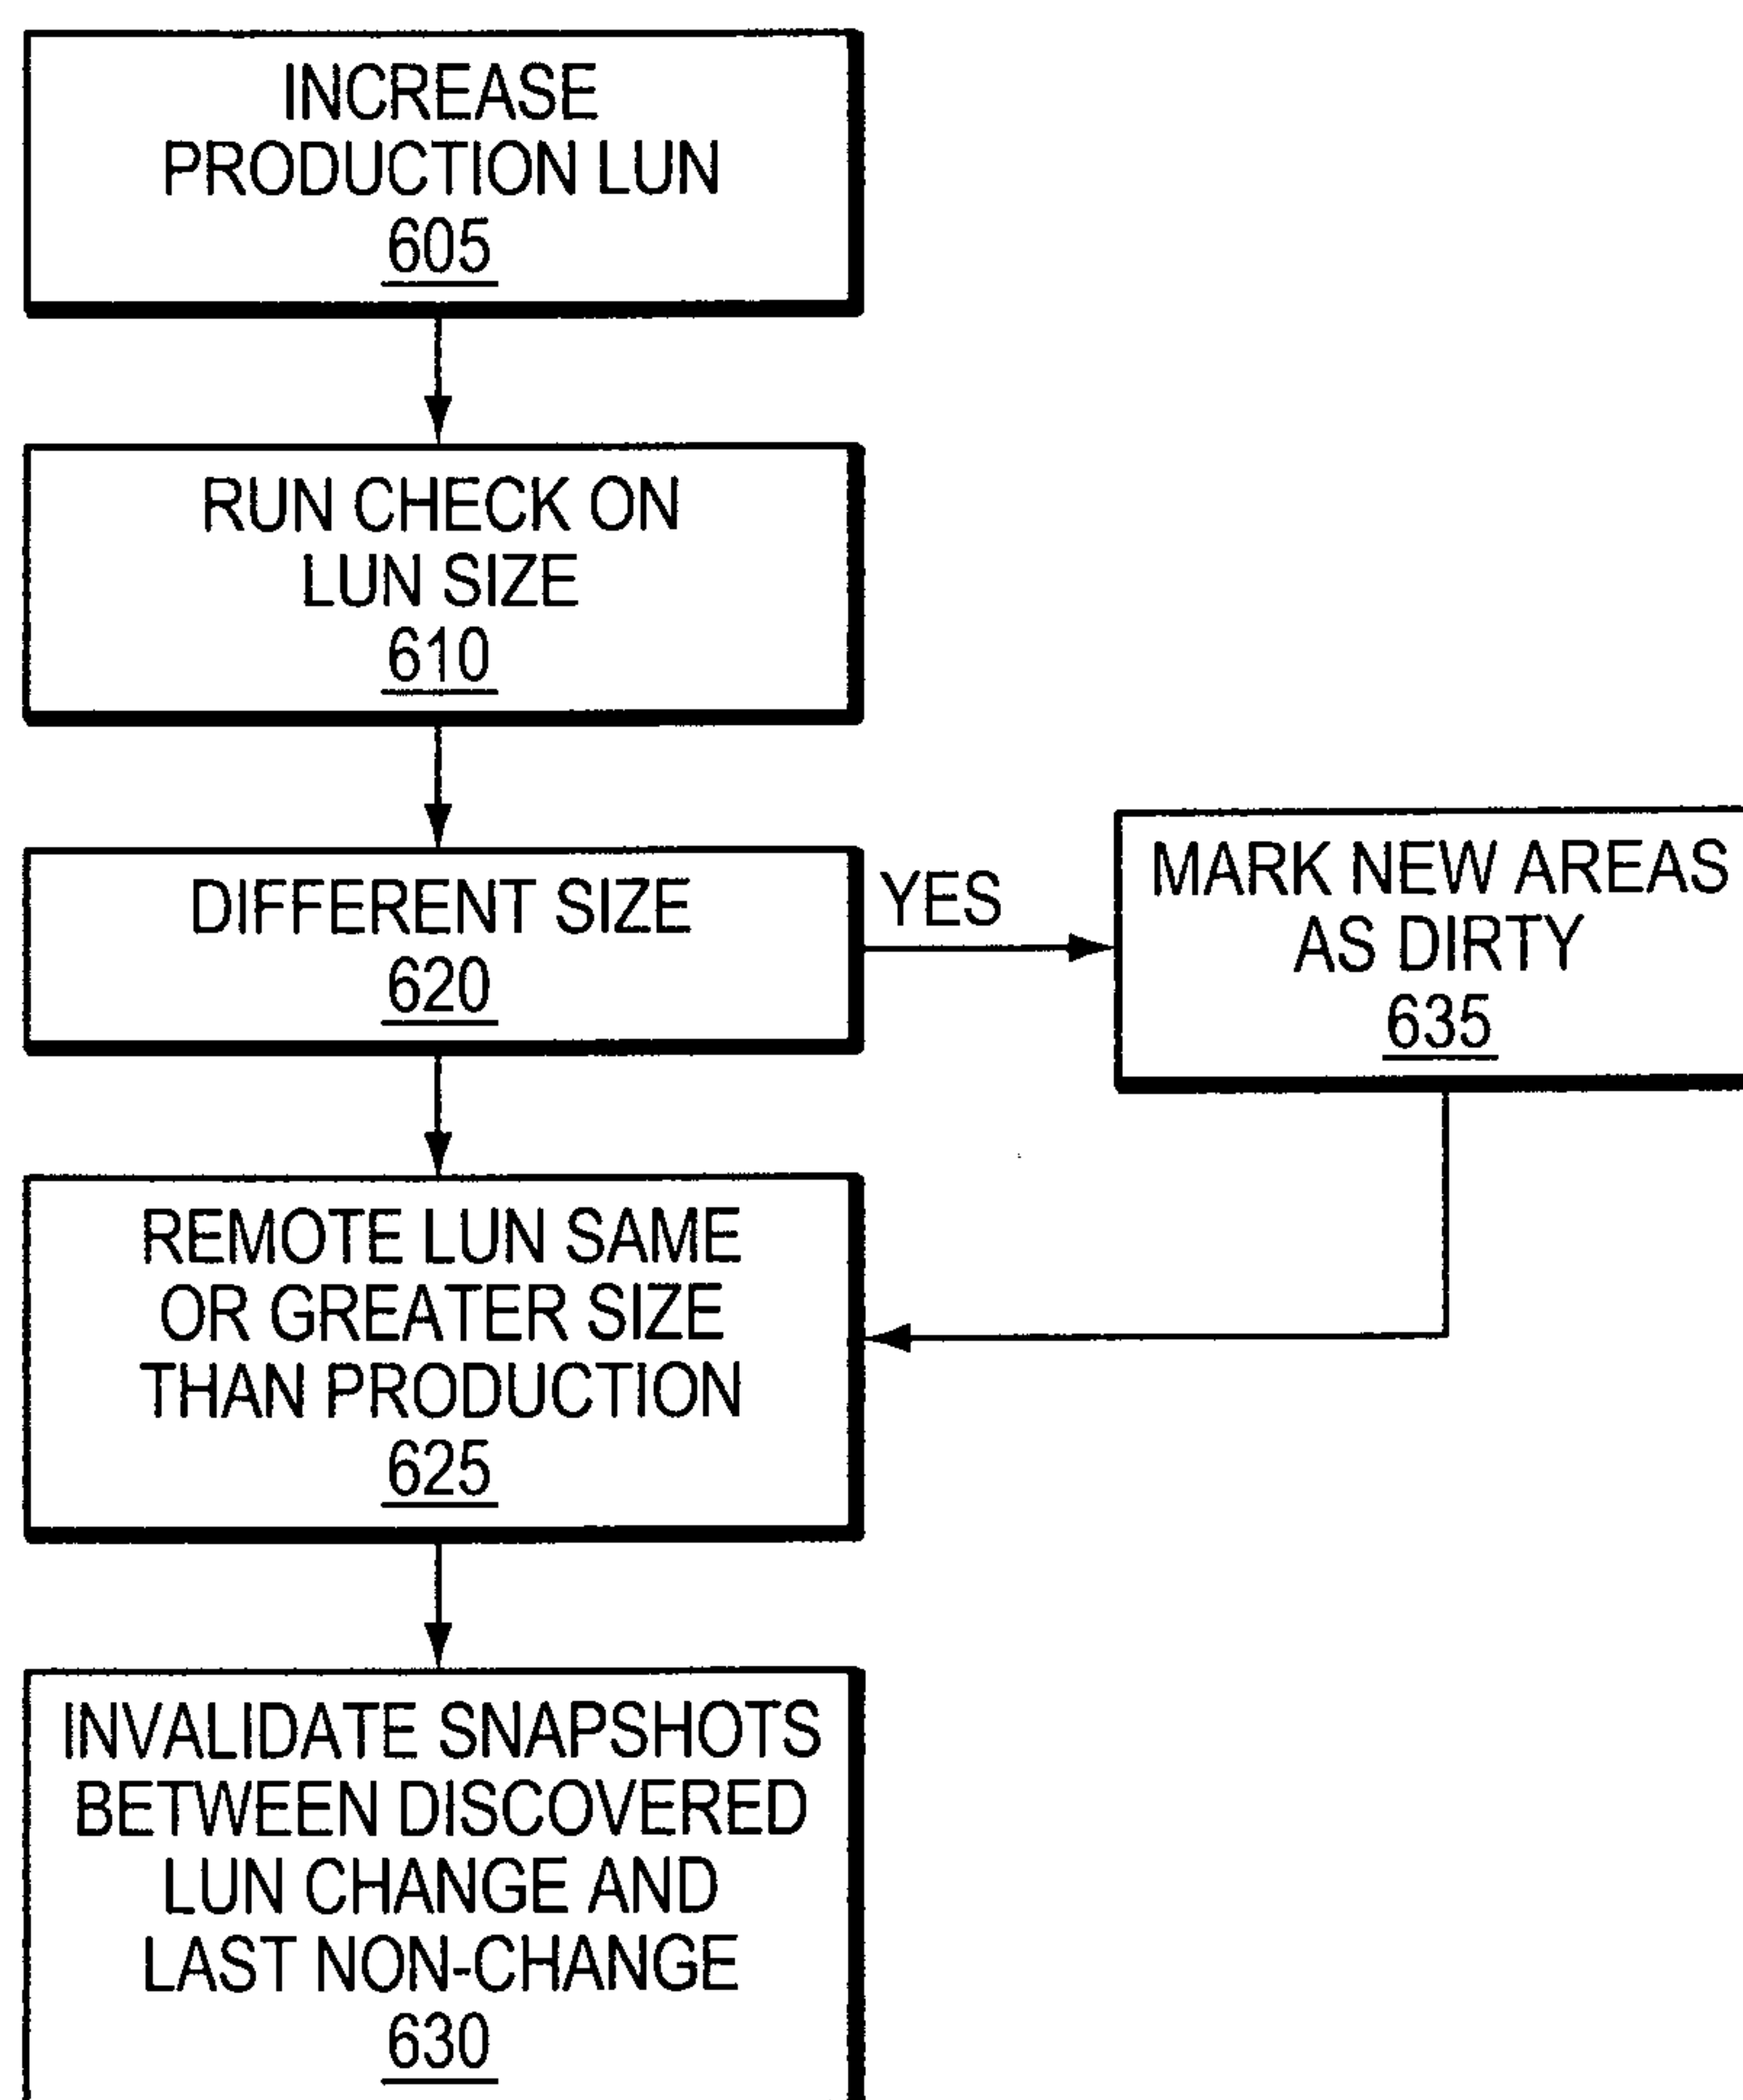 INCREASE
PRODUCTION LUN
605
RUN CHECK ON
LUN SIZE
610
DIFFERENT SIZE
620
YES
MARK NEW AREAS
AS DIRTY
635
REMOTE LUN SAME
OR GREATER SIZE
THAN PRODUCTION
625
INVALIDATE SNAPSHOTS
BETWEEN DISCOVERED
LUN CHANGE AND
LAST NON-CHANGE
630